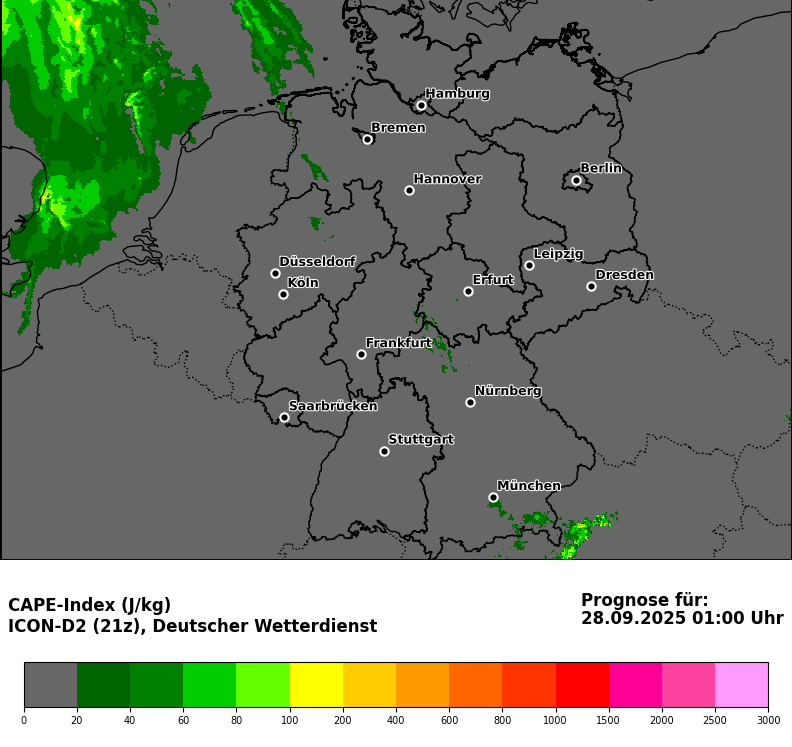 Hamburg
Bremen
Berlin
Hannover
Leipzig
Düsseldorf
Dresden
Köln
Erfurt
Frankfurt
Nürnberg
Saarbrücken
Stuttgart
München
CAPE-Index (J/kg)
ICON-D2 (21z), Deutscher Wetterdienst
Prognose für:
28.09.2025 01:00 Uhr
0 20 40 60 80 100 200 400 600 800 1000 1500 2000 2500 3000